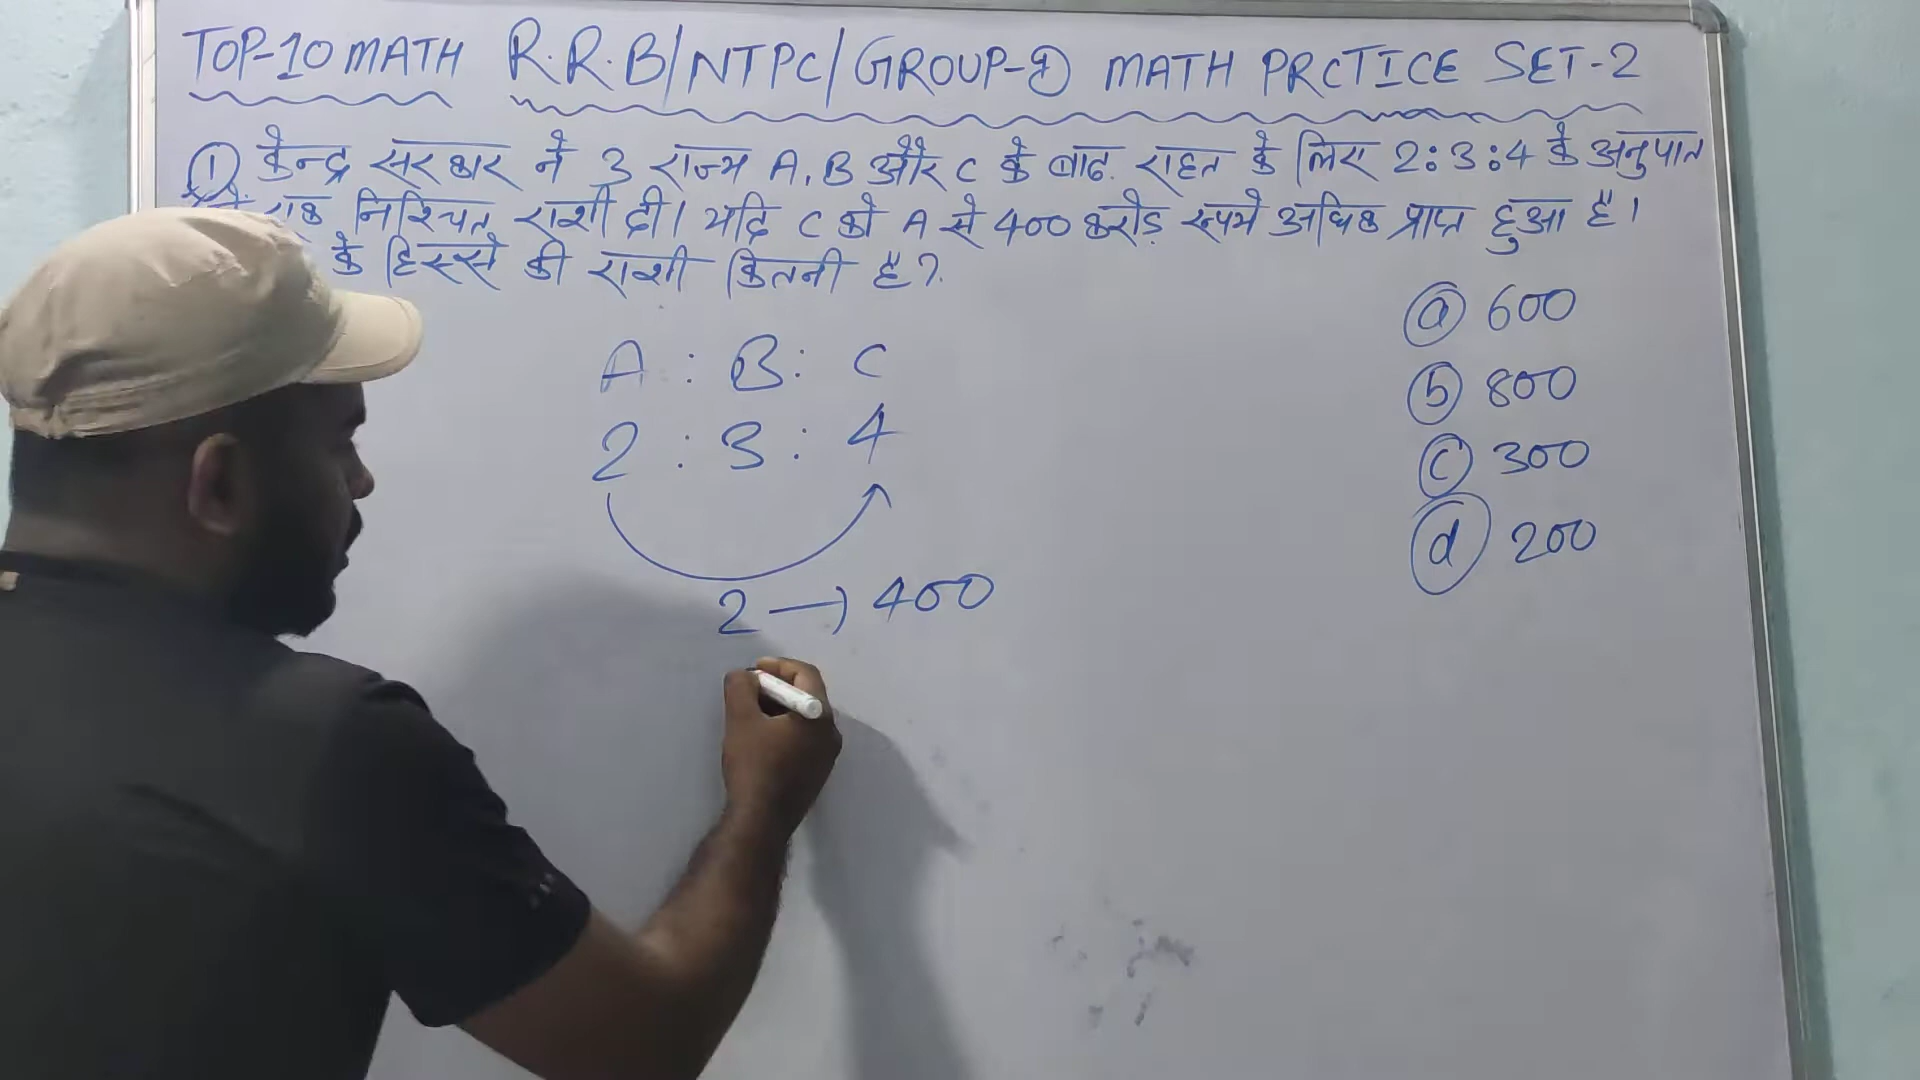 TOP-10 MATH R.R.B/NTPC/GROUP-D MATH PRCTICE SET-2
① केन्द्र सरकार ने 3 राज्य A, B और C के बाढ़ राहत के लिए 2:3:4 के अनुपात
एक निश्चित राशी दी। यदि C को A से 400 करोड़ रूपये अधिक प्राप्त हुआ है।
के हिस्से की राशी कितनी है?
A : B : C
2 : 3 : 4
2 → 400
ⓐ 600
ⓑ 800
ⓒ 300
ⓓ 200